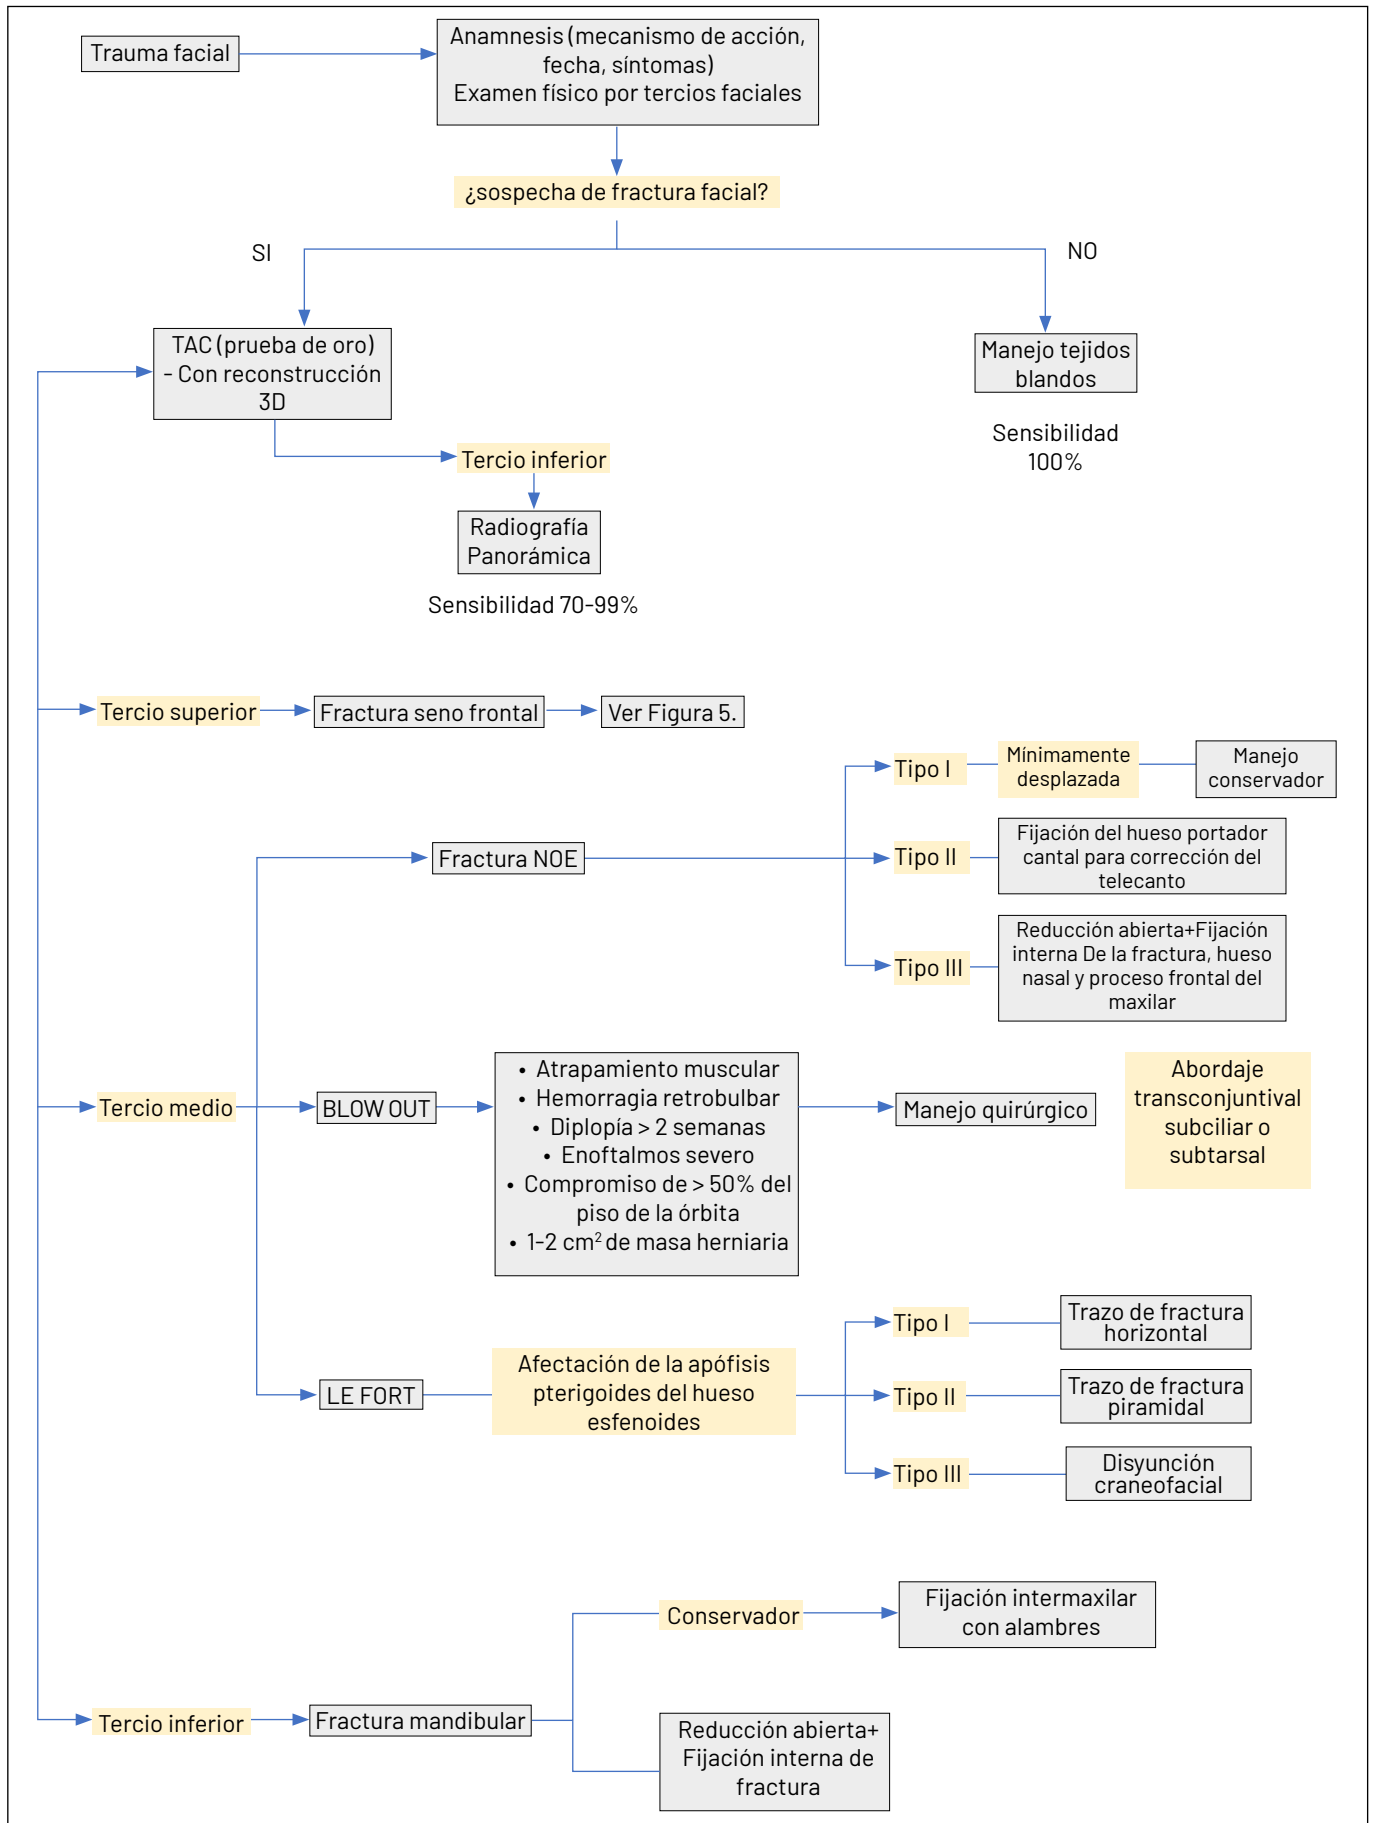 Trauma facial
Anamnesis (mecanismo de acción,
fecha, síntomas)
Examen físico por tercios faciales
¿sospecha de fractura facial?
SI
NO
TAC (prueba de oro)
- Con reconstrucción
3D
Manejo tejidos
blandos
Sensibilidad
100%
Tercio inferior
Radiografía
Panorámica
Sensibilidad 70-99%
Tercio superior
Fractura seno frontal
Ver Figura 5.
Tipo I
Mínimamente
desplazada
Manejo
conservador
Fractura NOE
Tipo II
Fijación del hueso portador
cantal para corrección del
telecanto
Tipo III
Reducción abierta+Fijación
interna De la fractura, hueso
nasal y proceso frontal del
maxilar
Tercio medio
BLOW OUT
• Atrapamiento muscular
• Hemorragia retrobulbar
• Diplopía > 2 semanas
• Enoftalmos severo
• Compromiso de > 50% del
piso de la órbita
• 1-2 cm² de masa herniaria
Manejo quirúrgico
Abordaje
transconjuntival
subciliar o
subtarsal
LE FORT
Afectación de la apófisis
pterigoides del hueso
esfenoides
Tipo I
Trazo de fractura
horizontal
Tipo II
Trazo de fractura
piramidal
Tipo III
Disyunción
craneofacial
Tercio inferior
Fractura mandibular
Conservador
Fijación intermaxilar
con alambres
Reducción abierta+
Fijación interna de
fractura